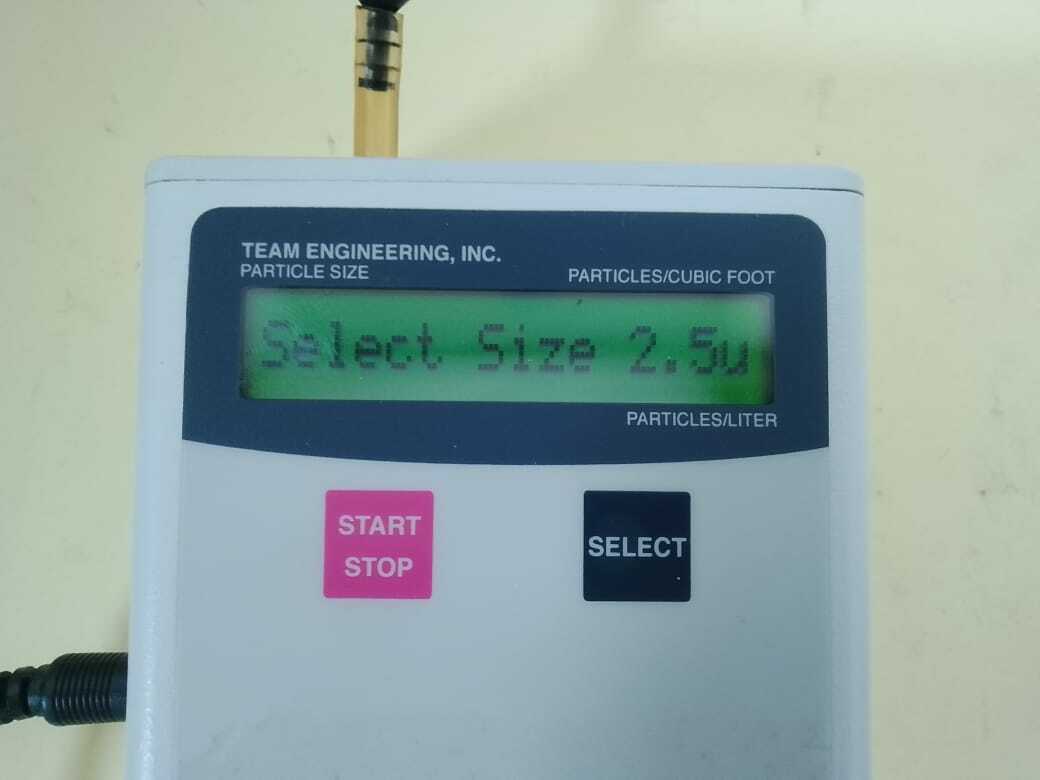 TEAM ENGINEERING, INC.
PARTICLE SIZE
PARTICLES/CUBIC FOOT
Select Size 2.5u
PARTICLES/LITER
START
STOP
SELECT